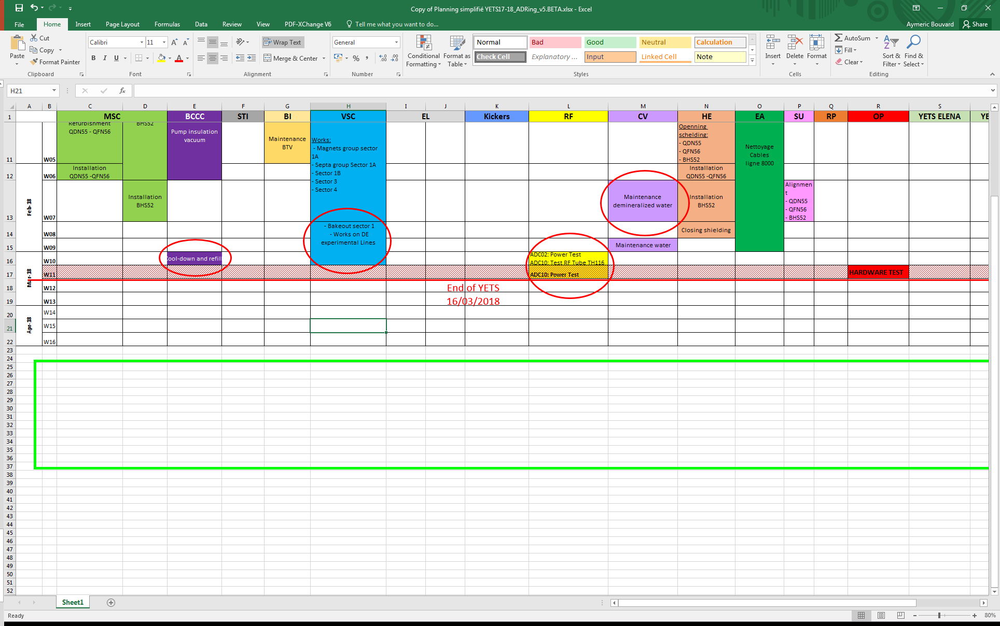 Copy of Planning simplifié YETS17-18_ADRing_v5.BETA.xlsx - Excel
File Home Insert Page Layout Formulas Data Review View PDF-XChange V6 Tell me what you want to do... Aymeric Bouvard Share
Paste
Cut
Copy
Format Painter
Calibri 11
B I U
Wrap Text
Merge & Center
General
%
Conditional Formatting
Format as Table
Normal Bad Good Neutral Calculation
Check Cell Explanatory ... Input Linked Cell Note
Insert Delete Format
AutoSum
Fill
Clear
Sort & Filter
Find & Select
Clipboard Font Alignment Number Styles Cells Editing
H21 fx
A B C D E F G H I J K L M N O P Q R S
1 MSC BCCC STI BI VSC EL Kickers RF CV HE EA SU RP OP YETS ELENA YE
Refurbishment
QDN55 - QFN56
BHS52
Pump insulation
vacuum
Maintenance
BTV
Works:
- Magnets group sector
1A
- Septa group Sector 1A
- Sector 1B
- Sector 3
- Sector 4
Openning
schelding:
- QDN55
- QFN56
- BHS52
Nettoyage
Cables
ligne 8000
11 W05
Installation
QDN55 -QFN56
Installation
QDN55 -QFN56
12 W06
Feb-18
Installation
BHS52
Maintenance
demineralized water
Installation
BHS52
Alignmen
t
- QDN55
- QFN56
- BHS52
13 W07
- Bakeout sector 1
- Works on DE
experimental Lines
Closing shielding
14 W08
Maintenance water
15 W09
Cool-down and refill
ADC02: Power Test
ADC10: Test RF Tube TH116
16 W10
Mar-18
17 W11
ADC10: Power Test
HARDWARE TEST
18 W12
End of YETS
16/03/2018
19 W13
20 W14
Apr-18
21 W15
22 W16
23
24
25
26
27
28
29
30
31
32
33
34
35
36
37
38
39
40
41
42
43
44
45
46
47
48
49
50
51
52
Sheet1
Ready
80%